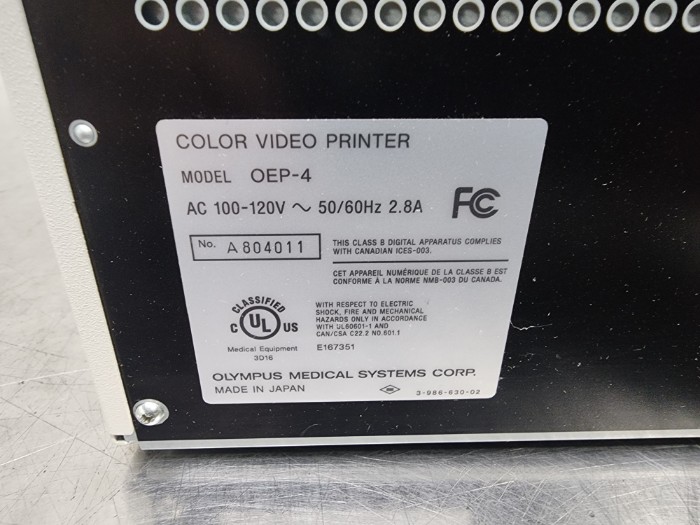 COLOR VIDEO PRINTER
MODEL OEP-4
AC 100-120V ~ 50/60Hz 2.8A
FC
No. A804011
THIS CLASS B DIGITAL APPARATUS COMPLIES
WITH CANADIAN ICES-003.
CET APPAREIL NUMÉRIQUE DE LA CLASSE B EST
CONFORME À LA NORME NMB-003 DU CANADA.
CLASSIFIED
C UL US
Medical Equipment
3D16
WITH RESPECT TO ELECTRIC
SHOCK, FIRE AND MECHANICAL
HAZARDS ONLY IN ACCORDANCE
WITH UL60601-1 AND
CAN/CSA C22.2 NO.601.1
E167351
OLYMPUS MEDICAL SYSTEMS CORP.
MADE IN JAPAN
3-986-630-02